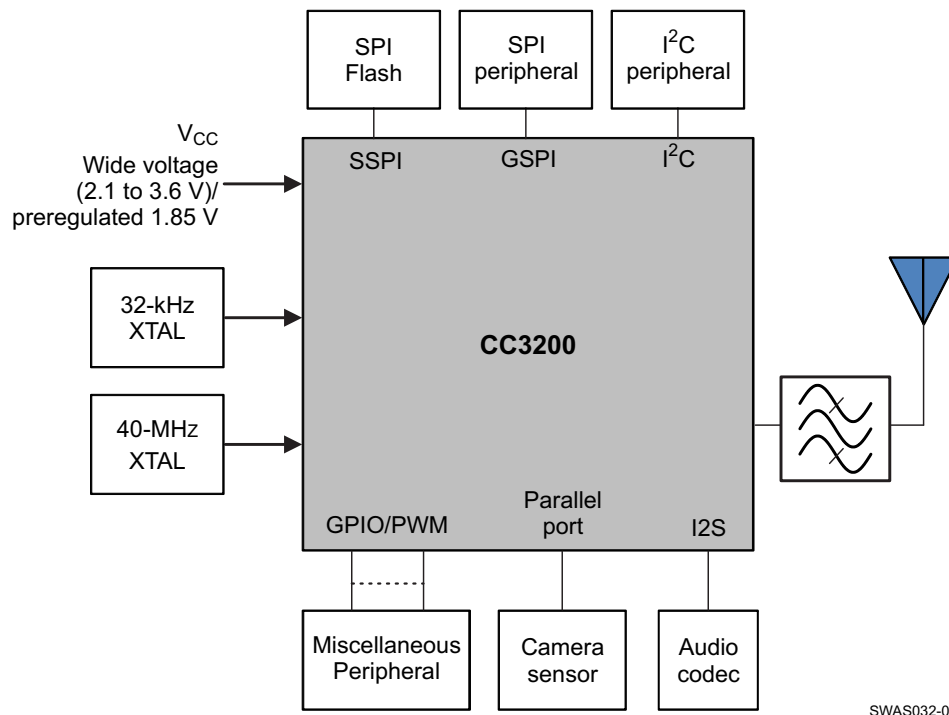 SPI
Flash
SPI
peripheral
I²C
peripheral
V_CC
Wide voltage
(2.1 to 3.6 V)/
preregulated 1.85 V
SSPI
GSPI
I²C
32-kHz
XTAL
CC3200
40-MHz
XTAL
GPIO/PWM
Parallel
port
I2S
Miscellaneous
Peripheral
Camera
sensor
Audio
codec
SWAS032-0